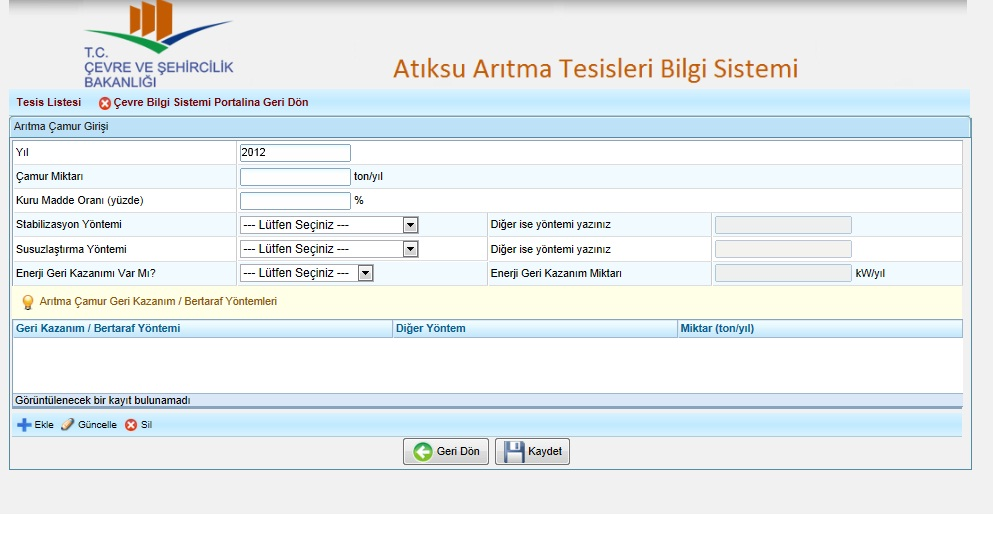 T.C.
ÇEVRE VE ŞEHİRCİLİK
BAKANLIĞI
Atıksu Arıtma Tesisleri Bilgi Sistemi
Tesis Listesi Çevre Bilgi Sistemi Portalina Geri Dön
Arıtma Çamur Girişi
Yıl 2012
Çamur Miktarı ton/yıl
Kuru Madde Oranı (yüzde) %
Stabilizasyon Yöntemi --- Lütfen Seçiniz --- Diğer ise yöntemi yazınız
Susuzlaştırma Yöntemi --- Lütfen Seçiniz --- Diğer ise yöntemi yazınız
Enerji Geri Kazanımı Var Mı? --- Lütfen Seçiniz --- Enerji Geri Kazanım Miktarı kW/yıl
Arıtma Çamur Geri Kazanım / Bertaraf Yöntemleri
Geri Kazanım / Bertaraf Yöntemi Diğer Yöntem Miktar (ton/yıl)
Görüntülenecek bir kayıt bulunamadı
Ekle Güncelle Sil
Geri Dön Kaydet